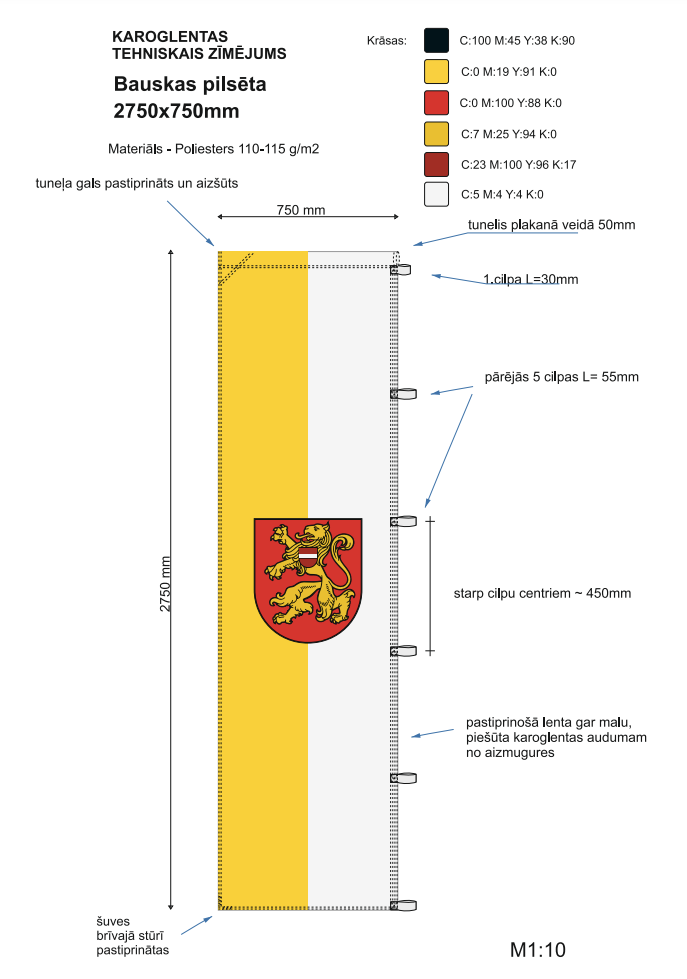 KAROGLENTAS
TEHNISKAIS ZĪMĒJUMS
Bauskas pilsēta
2750x750mm
Materiāls - Poliesters 110-115 g/m2
Krāsas:
C:100 M:45 Y:38 K:90
C:0 M:19 Y:91 K:0
C:0 M:100 Y:88 K:0
C:7 M:25 Y:94 K:0
C:23 M:100 Y:96 K:17
C:5 M:4 Y:4 K:0
tuneļa gals pastiprināts un aizšūts
750 mm
tunelis plakanā veidā 50mm
1.cilpa L=30mm
pārējās 5 cilpas L= 55mm
2750 mm
starp cilpu centriem ~ 450mm
pastiprinošā lenta gar malu,
piešūta karoglentas audumam
no aizmugures
šuves
brīvajā stūrī
pastiprinātas
M1:10